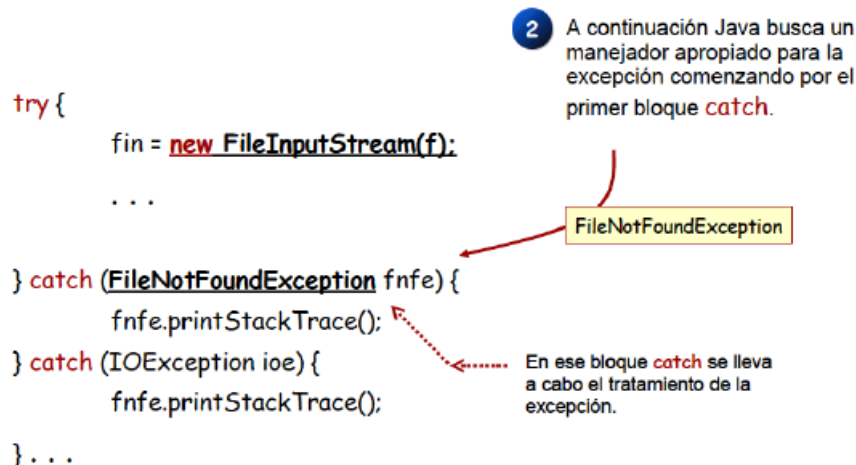 2 A continuación Java busca un
manejador apropiado para la
excepción comenzando por el
primer bloque catch.
try {
fin = new FileInputStream(f);
. . .
FileNotFoundException
} catch (FileNotFoundException fnfe) {
fnfe.printStackTrace();
} catch (IOException ioe) {
fnfe.printStackTrace();
} . . .
En ese bloque catch se lleva
a cabo el tratamiento de la
excepción.